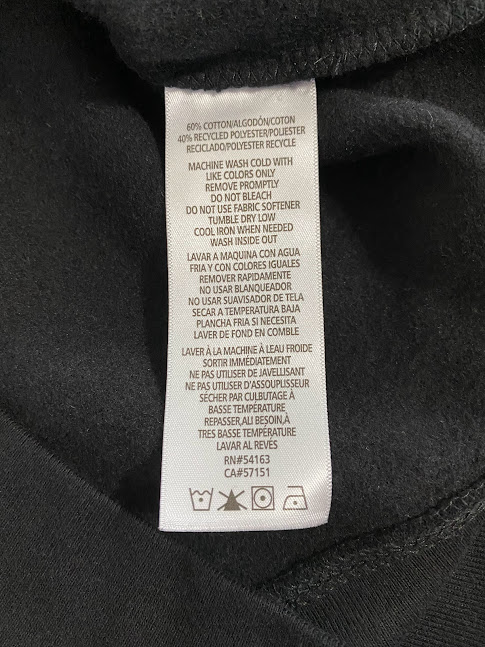 60% COTTON/ALGODÓN/COTON
40% RECYCLED POLYESTER/POLIESTER
RECICLADO/POLYESTER RECYCLE
MACHINE WASH COLD WITH
LIKE COLORS ONLY
REMOVE PROMPTLY
DO NOT BLEACH
DO NOT USE FABRIC SOFTENER
TUMBLE DRY LOW
COOL IRON WHEN NEEDED
WASH INSIDE OUT
LAVAR A MAQUINA CON AGUA
FRIA Y CON COLORES IGUALES
REMOVER RAPIDAMENTE
NO USAR BLANQUEADOR
NO USAR SUAVISADOR DE TELA
SECAR A TEMPERATURA BAJA
PLANCHA FRIA SI NECESITA
LAVER DE FOND EN COMBLE
LAVER À LA MACHINE À LEAU FROIDE
SORTIR IMMÉDIATEMENT
NE PAS UTILISER DE JAVELLISANT
NE PAS UTILISER D'ASSOUPLISSEUR
SÉCHER PAR CULBUTAGE À
BASSE TEMPÉRATURE
REPASSER,ALI BESOIN,À
TRES BASSE TEMPÉRATURE
LAVAR AL REVÉS
RN#54163
CA#57151